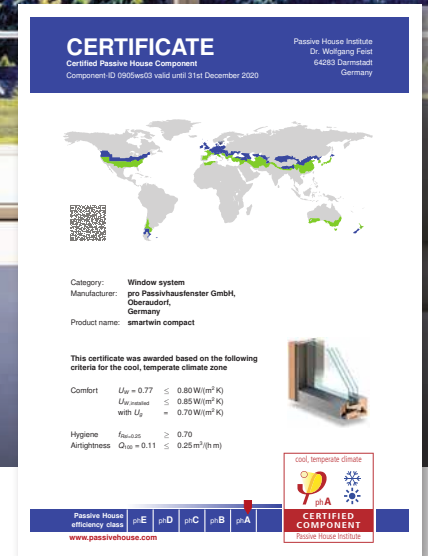 CERTIFICATE
Certified Passive House Component
Component-ID 0905ws03 valid until 31st December 2020
Passive House Institute
Dr. Wolfgang Feist
64283 Darmstadt
Germany
Category: Window system
Manufacturer: pro Passivhausfenster GmbH,
Oberaudorf,
Germany
Product name: smartwin compact
This certificate was awarded based on the following
criteria for the cool, temperate climate zone
Comfort U_W = 0.77 ≤ 0.80 W/(m² K)
U_W,installed ≤ 0.85 W/(m² K)
with U_g = 0.70 W/(m² K)
Hygiene f_Rsi=0.25 ≥ 0.70
Airtightness Q_100 = 0.11 ≤ 0.25 m³/(h m)
cool, temperate climate
phA
CERTIFIED
COMPONENT
Passive House Institute
Passive House
efficiency class
phE phD phC phB phA
www.passivehouse.com